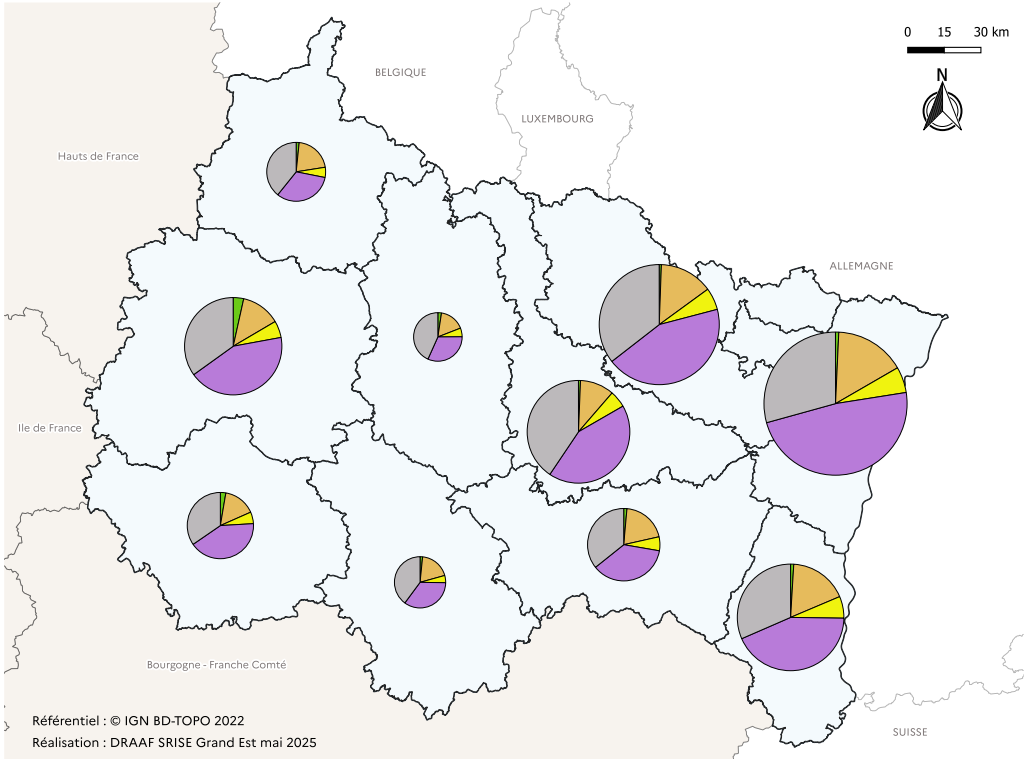 0 15 30 km
N
BELGIQUE
LUXEMBOURG
Hauts de France
ALLEMAGNE
Ile de France
Bourgogne - Franche Comté
Référentiel : © IGN BD-TOPO 2022
Réalisation : DRAAF SRISE Grand Est mai 2025
SUISSE